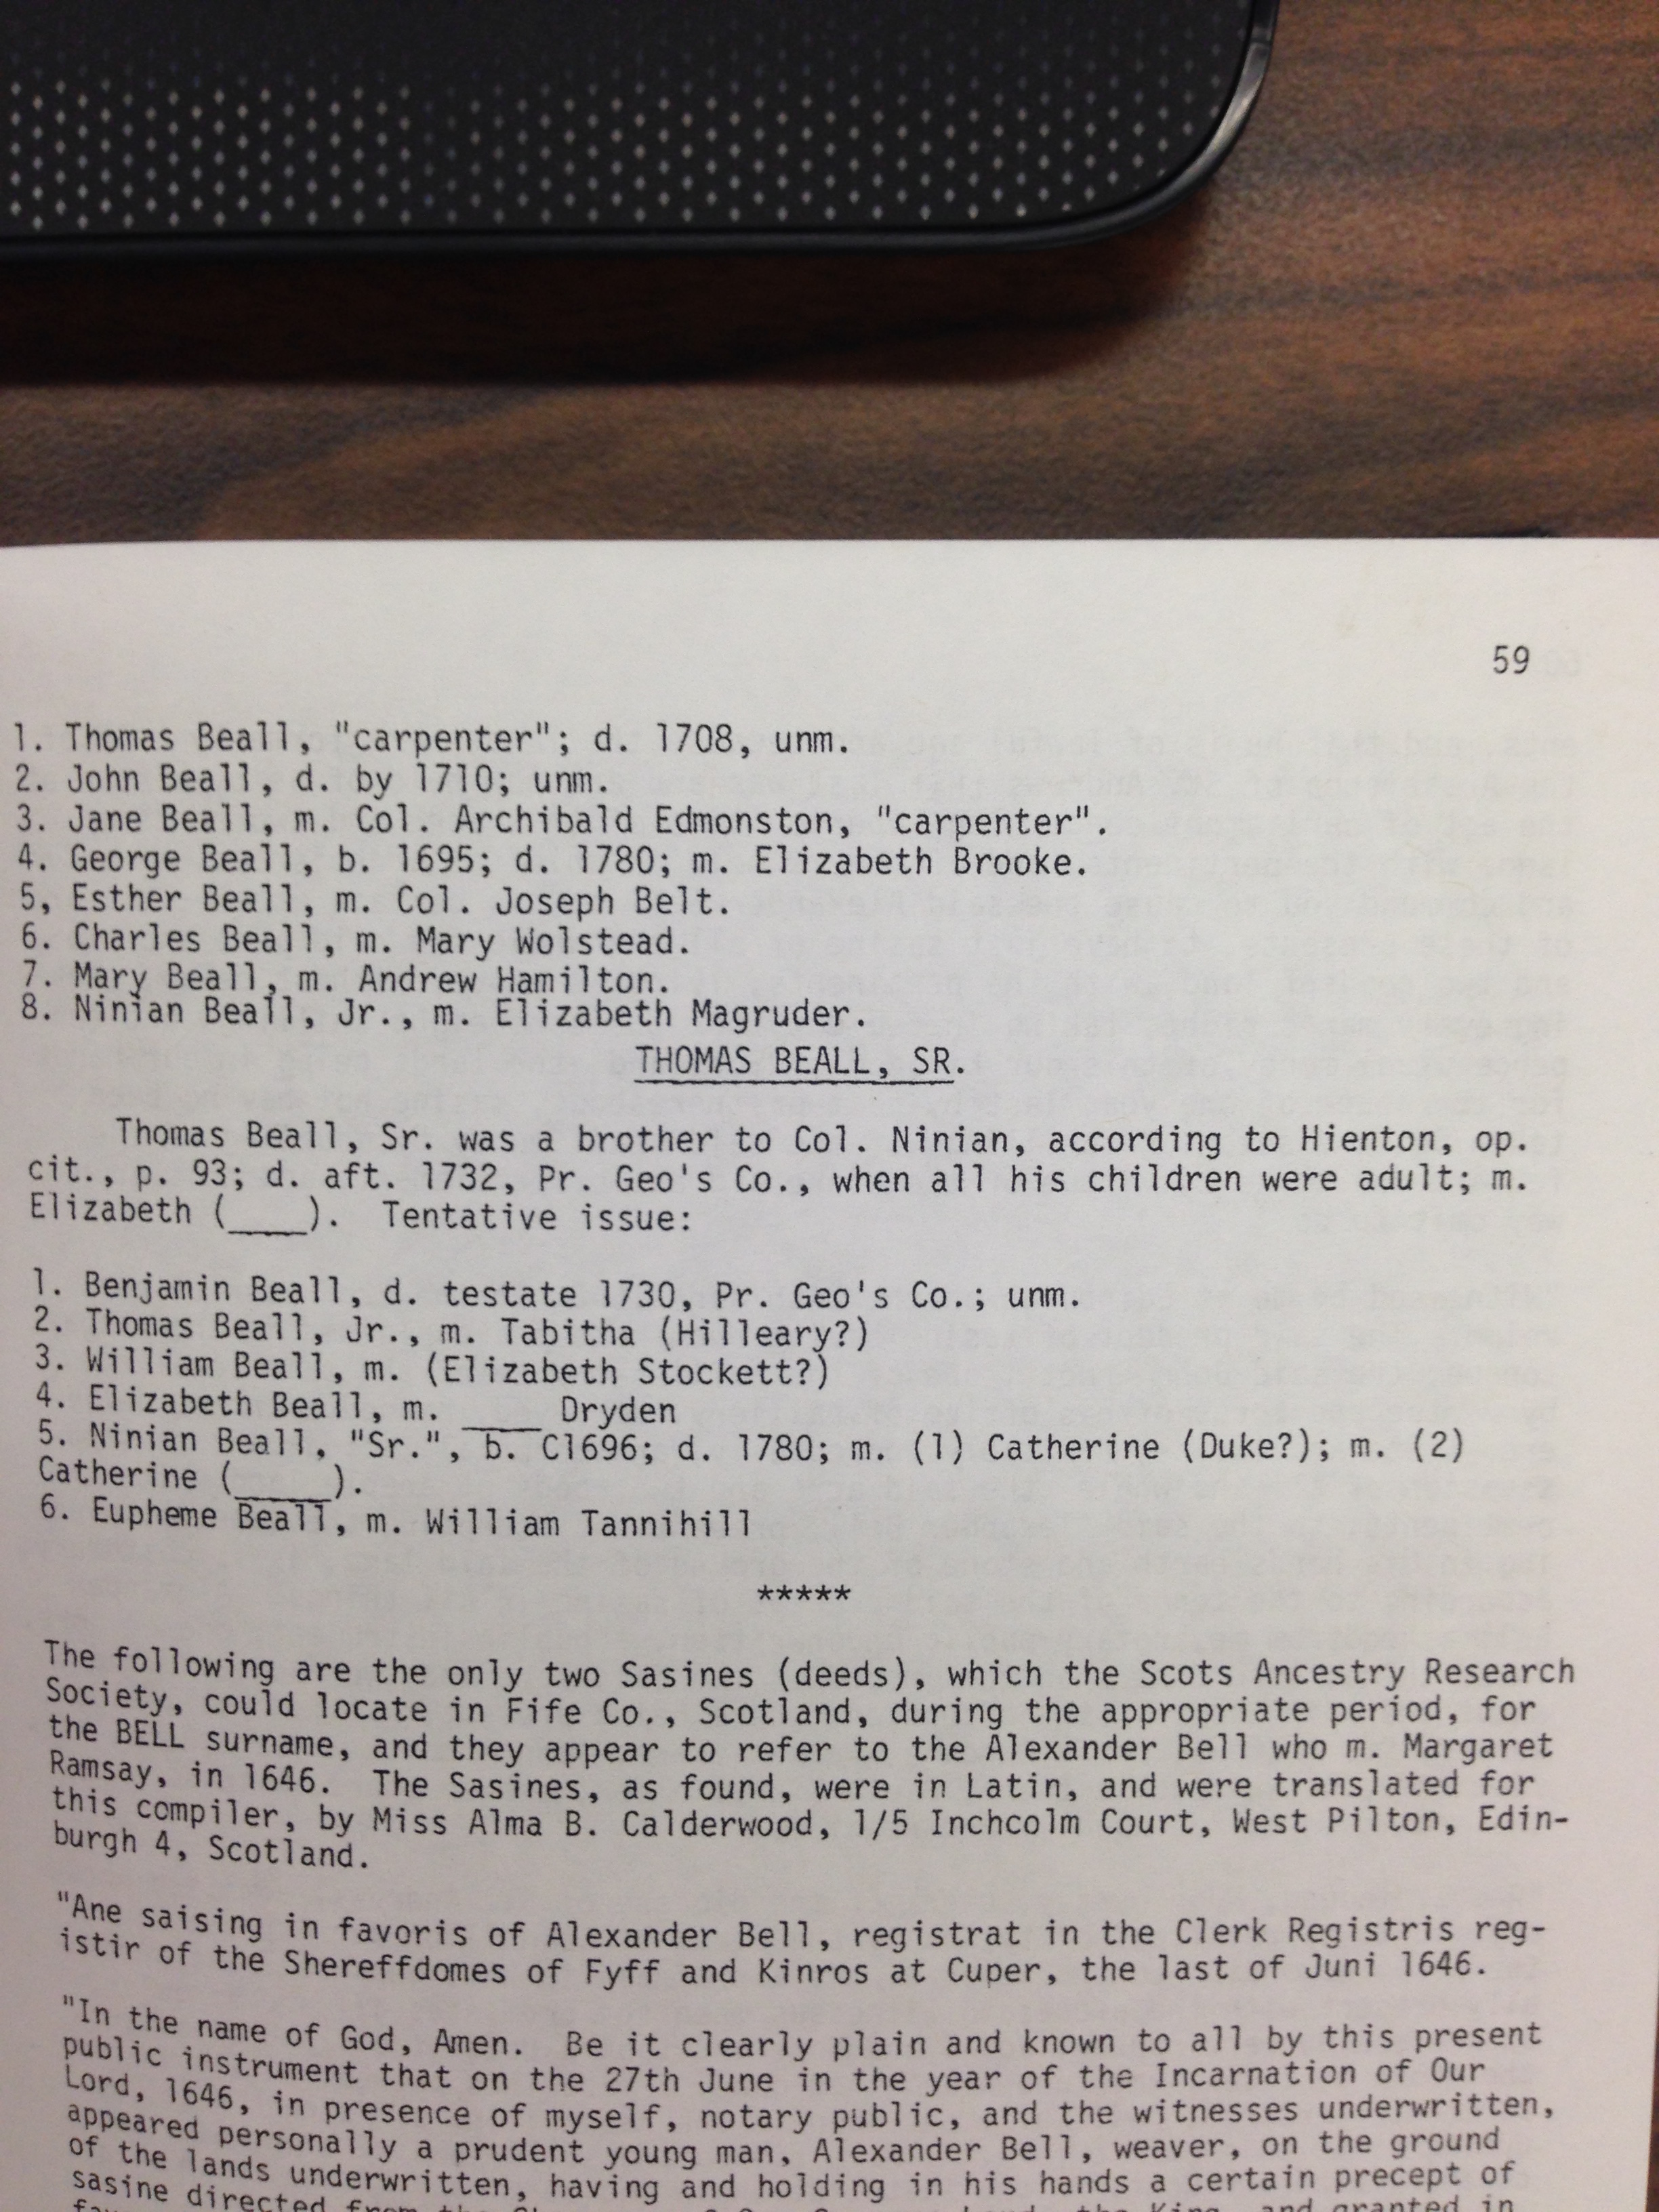 59
1. Thomas Beall, "carpenter"; d. 1708, unm.
2. John Beall, d. by 1710; unm.
3. Jane Beall, m. Col. Archibald Edmonston, "carpenter".
4. George Beall, b. 1695; d. 1780; m. Elizabeth Brooke.
5, Esther Beall, m. Col. Joseph Belt.
6. Charles Beall, m. Mary Wolstead.
7. Mary Beall, m. Andrew Hamilton.
8. Ninian Beall, Jr., m. Elizabeth Magruder.
THOMAS BEALL, SR.
Thomas Beall, Sr. was a brother to Col. Ninian, according to Hienton, op.
cit., p. 93; d. aft. 1732, Pr. Geo's Co., when all his children were adult; m.
Elizabeth (____). Tentative issue:
1. Benjamin Beall, d. testate 1730, Pr. Geo's Co.; unm.
2. Thomas Beall, Jr., m. Tabitha (Hilleary?)
3. William Beall, m. (Elizabeth Stockett?)
4. Elizabeth Beall, m. ____ Dryden
5. Ninian Beall, "Sr.", b. C1696; d. 1780; m. (1) Catherine (Duke?); m. (2)
Catherine (_____).
6. Eupheme Beall, m. William Tannihill
*****
The following are the only two Sasines (deeds), which the Scots Ancestry Research
Society, could locate in Fife Co., Scotland, during the appropriate period, for
the BELL surname, and they appear to refer to the Alexander Bell who m. Margaret
Ramsay, in 1646. The Sasines, as found, were in Latin, and were translated for
this compiler, by Miss Alma B. Calderwood, 1/5 Inchcolm Court, West Pilton, Edin-
burgh 4, Scotland.
"Ane saising in favoris of Alexander Bell, registrat in the Clerk Registris reg-
istir of the Shereffdomes of Fyff and Kinros at Cuper, the last of Juni 1646.
"In the name of God, Amen. Be it clearly plain and known to all by this present
public instrument that on the 27th June in the year of the Incarnation of Our
Lord, 1646, in presence of myself, notary public, and the witnesses underwritten,
appeared personally a prudent young man, Alexander Bell, weaver, on the ground
of the lands underwritten, having and holding in his hands a certain precept of
sasine directed from the
the King, and granted in